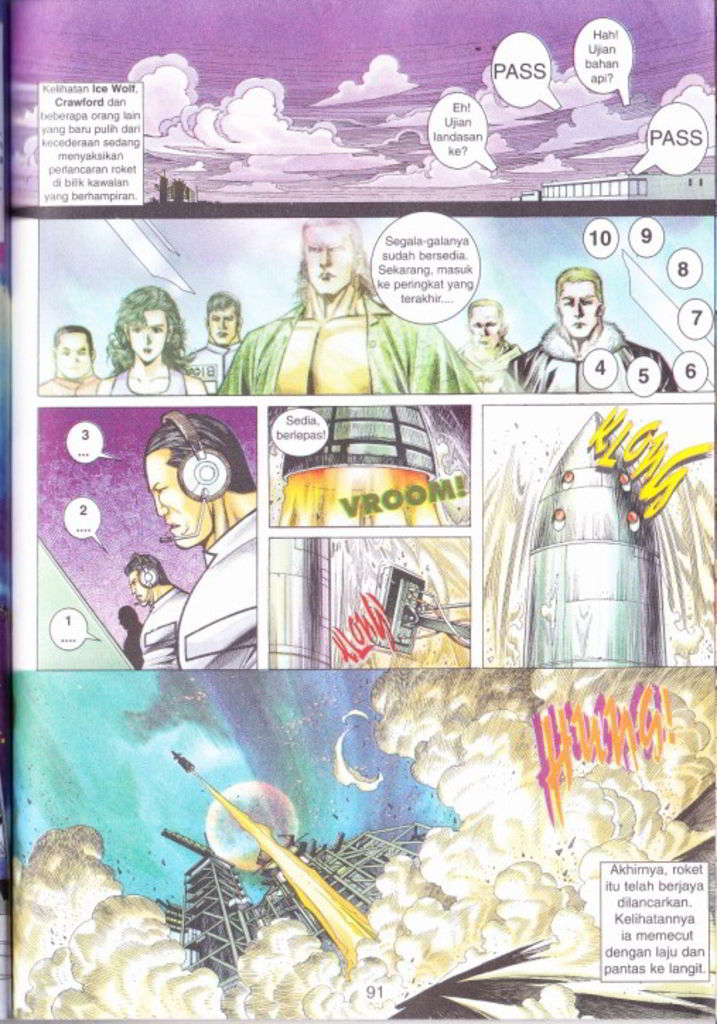 Kelihatan Ice Wolf,
Crawford dan
beberapa orang lain
yang baru pulih dari
kecederaan sedang
menyaksikan
perlancaran roket
di bilik kawalan
yang berhampiran.
Eh!
Ujian
landasan
ke?
PASS
Hah!
Ujian
bahan
api?
PASS
Segala-galanya
sudah bersedia.
Sekarang, masuk
ke peringkat yang
terakhir....
10
9
8
7
6
5
4
3
...
2
....
1
....
Sedia,
berlepas!
VROOM!
KLONG
KLONG
HUNG!
Akhirnya, roket
itu telah berjaya
dilancarkan.
Kelihatannya
ia memecut
dengan laju dan
pantas ke langit.
91